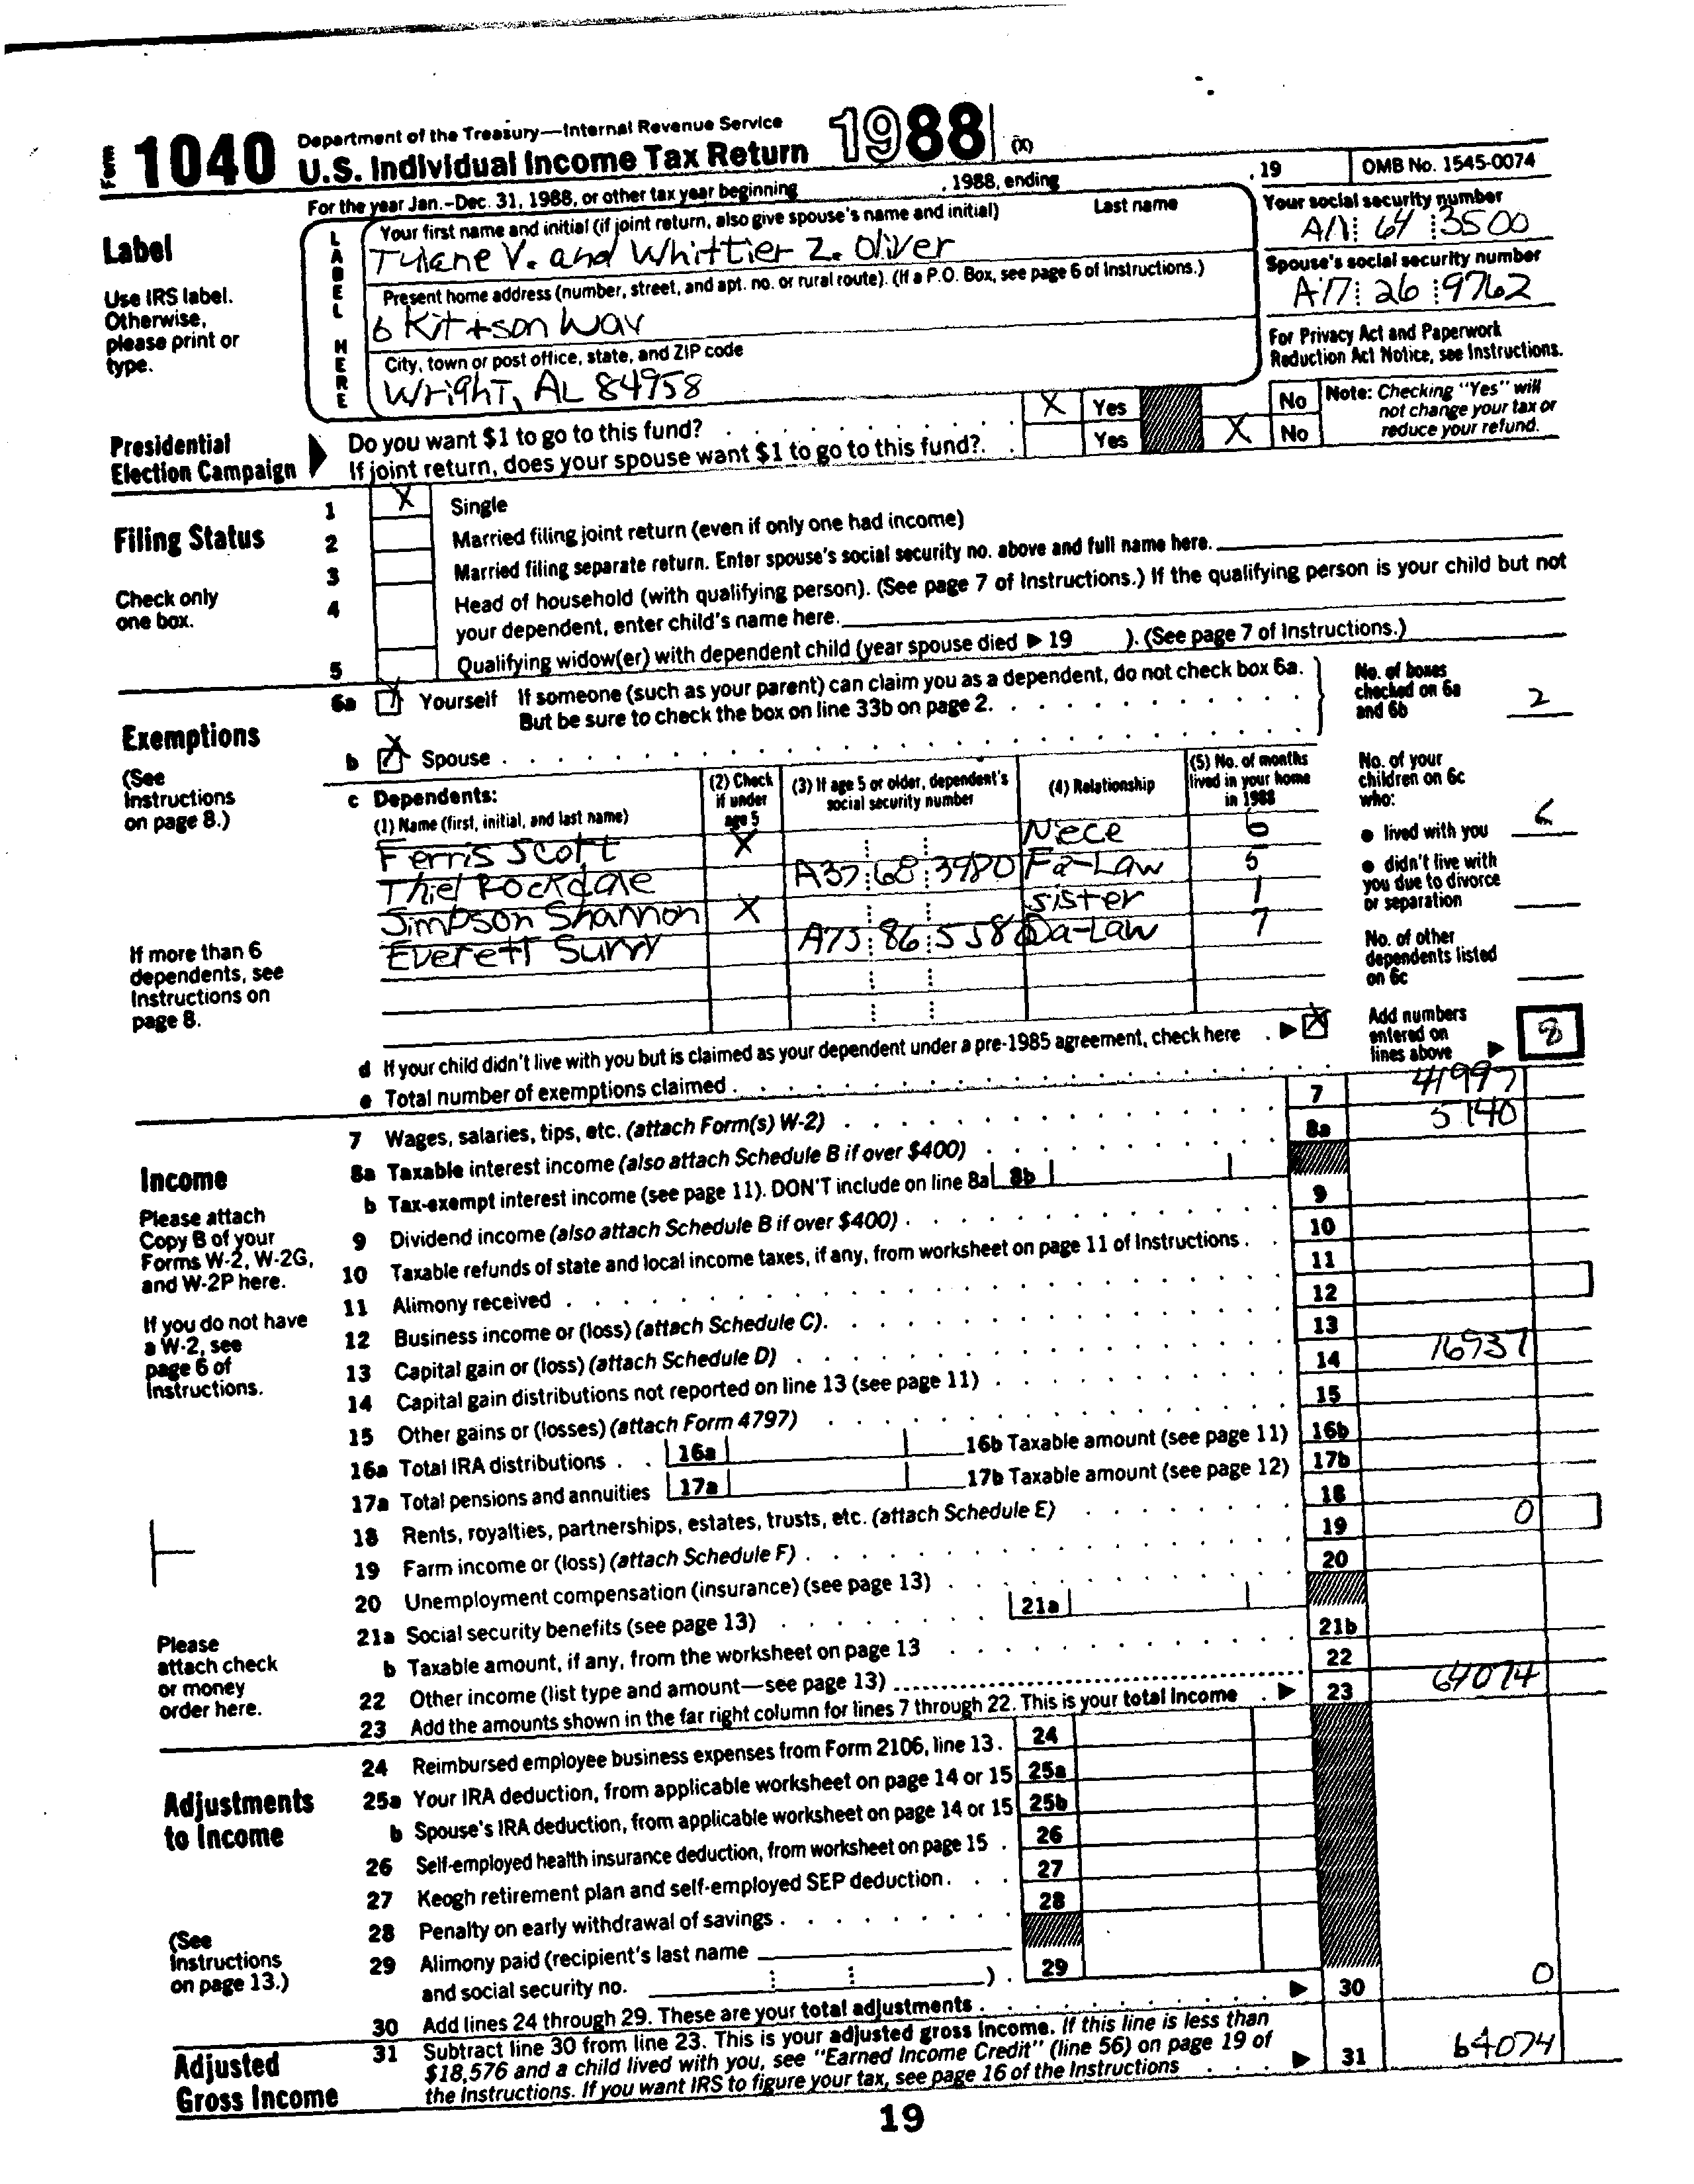 Form 1040 Department of the Treasury—Internal Revenue Service
U.S. Individual Income Tax Return 1988 (X)
For the year Jan.–Dec. 31, 1988, or other tax year beginning , 1988, ending , 19 OMB No. 1545-0074
Label
Use IRS label.
Otherwise,
please print or
type.
LABEL HERE
Your first name and initial (if joint return, also give spouse's name and initial) Last name
Tulane V. and Whittier Z. Oliver
Your social security number
A11 64 3500
Present home address (number, street, and apt. no. or rural route). (If a P.O. Box, see page 6 of Instructions.)
6 Kittson Way
Spouse's social security number
A17 26 9762
City, town or post office, state, and ZIP code
Wright, AL 84958
For Privacy Act and Paperwork
Reduction Act Notice, see Instructions.
Presidential
Election Campaign
Do you want $1 to go to this fund? X Yes No
If joint return, does your spouse want $1 to go to this fund? Yes X No
Note: Checking "Yes" will
not change your tax or
reduce your refund.
Filing Status
Check only
one box.
1 X Single
2 Married filing joint return (even if only one had income)
3 Married filing separate return. Enter spouse's social security no. above and full name here.
4 Head of household (with qualifying person). (See page 7 of Instructions.) If the qualifying person is your child but not
your dependent, enter child's name here.
5 Qualifying widow(er) with dependent child (year spouse died ▶ 19 ). (See page 7 of Instructions.)
Exemptions
(See
Instructions
on page 8.)
If more than 6
dependents, see
Instructions on
page 8.
6a X Yourself If someone (such as your parent) can claim you as a dependent, do not check box 6a.
But be sure to check the box on line 33b on page 2.
b X Spouse
No. of boxes
checked on 6a
and 6b 2
c Dependents:
(1) Name (first, initial, and last name)
(2) Check
if under
age 5
(3) If age 5 or older, dependent's
social security number
(4) Relationship
(5) No. of months
lived in your home
in 1988
Ferris Scott X Niece 6
Thiel Rockdale A37 68 3980 Fa-Law 5
Simpson Shannon X sister 1
Everett Surry A75 86 5580 Da-Law 7
No. of your
children on 6c
who:
● lived with you 6
● didn't live with
you due to divorce
or separation
No. of other
dependents listed
on 6c
d If your child didn't live with you but is claimed as your dependent under a pre-1985 agreement, check here ▶ X
e Total number of exemptions claimed
Add numbers
entered on
lines above ▶ 8
Income
Please attach
Copy B of your
Forms W-2, W-2G,
and W-2P here.
If you do not have
a W-2, see
page 6 of
Instructions.
Please
attach check
or money
order here.
7 Wages, salaries, tips, etc. (attach Form(s) W-2) 7 41997
8a Taxable interest income (also attach Schedule B if over $400) 8a 5140
b Tax-exempt interest income (see page 11). DON'T include on line 8a 8b
9 Dividend income (also attach Schedule B if over $400) 9
10 Taxable refunds of state and local income taxes, if any, from worksheet on page 11 of Instructions 10
11 Alimony received 11
12 Business income or (loss) (attach Schedule C) 12
13 Capital gain or (loss) (attach Schedule D) 13
14 Capital gain distributions not reported on line 13 (see page 11) 14 16937
15 Other gains or (losses) (attach Form 4797) 15
16a Total IRA distributions 16a 16b Taxable amount (see page 11) 16b
17a Total pensions and annuities 17a 17b Taxable amount (see page 12) 17b
18 Rents, royalties, partnerships, estates, trusts, etc. (attach Schedule E) 18
19 Farm income or (loss) (attach Schedule F) 19 0
20 Unemployment compensation (insurance) (see page 13) 20
21a Social security benefits (see page 13) 21a
b Taxable amount, if any, from the worksheet on page 13 21b
22 Other income (list type and amount—see page 13) 22
23 Add the amounts shown in the far right column for lines 7 through 22. This is your total income ▶ 23 64074
Adjustments
to Income
(See
Instructions
on page 13.)
24 Reimbursed employee business expenses from Form 2106, line 13. 24
25a Your IRA deduction, from applicable worksheet on page 14 or 15 25a
b Spouse's IRA deduction, from applicable worksheet on page 14 or 15 25b
26 Self-employed health insurance deduction, from worksheet on page 15 26
27 Keogh retirement plan and self-employed SEP deduction 27
28 Penalty on early withdrawal of savings 28
29 Alimony paid (recipient's last name
and social security no. ) 29
30 Add lines 24 through 29. These are your total adjustments ▶ 30 0
Adjusted
Gross Income
31 Subtract line 30 from line 23. This is your adjusted gross income. If this line is less than
$18,576 and a child lived with you, see "Earned Income Credit" (line 56) on page 19 of
the Instructions. If you want IRS to figure your tax, see page 16 of the Instructions ▶ 31 64074
19